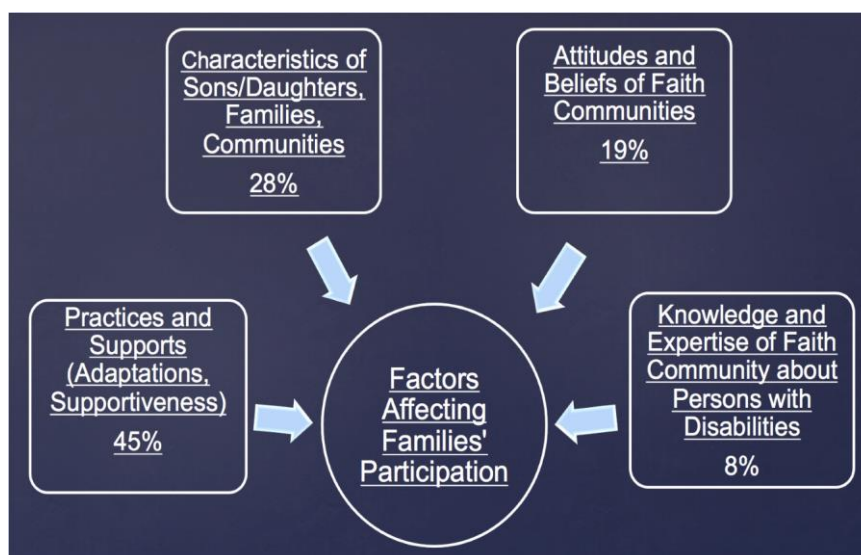 Characteristics of
Sons/Daughters,
Families,
Communities
28%
Attitudes and
Beliefs of Faith
Communities
19%
Practices and
Supports
(Adaptations,
Supportiveness)
45%
Factors
Affecting
Families'
Participation
Knowledge and
Expertise of Faith
Community about
Persons with
Disabilities
8%